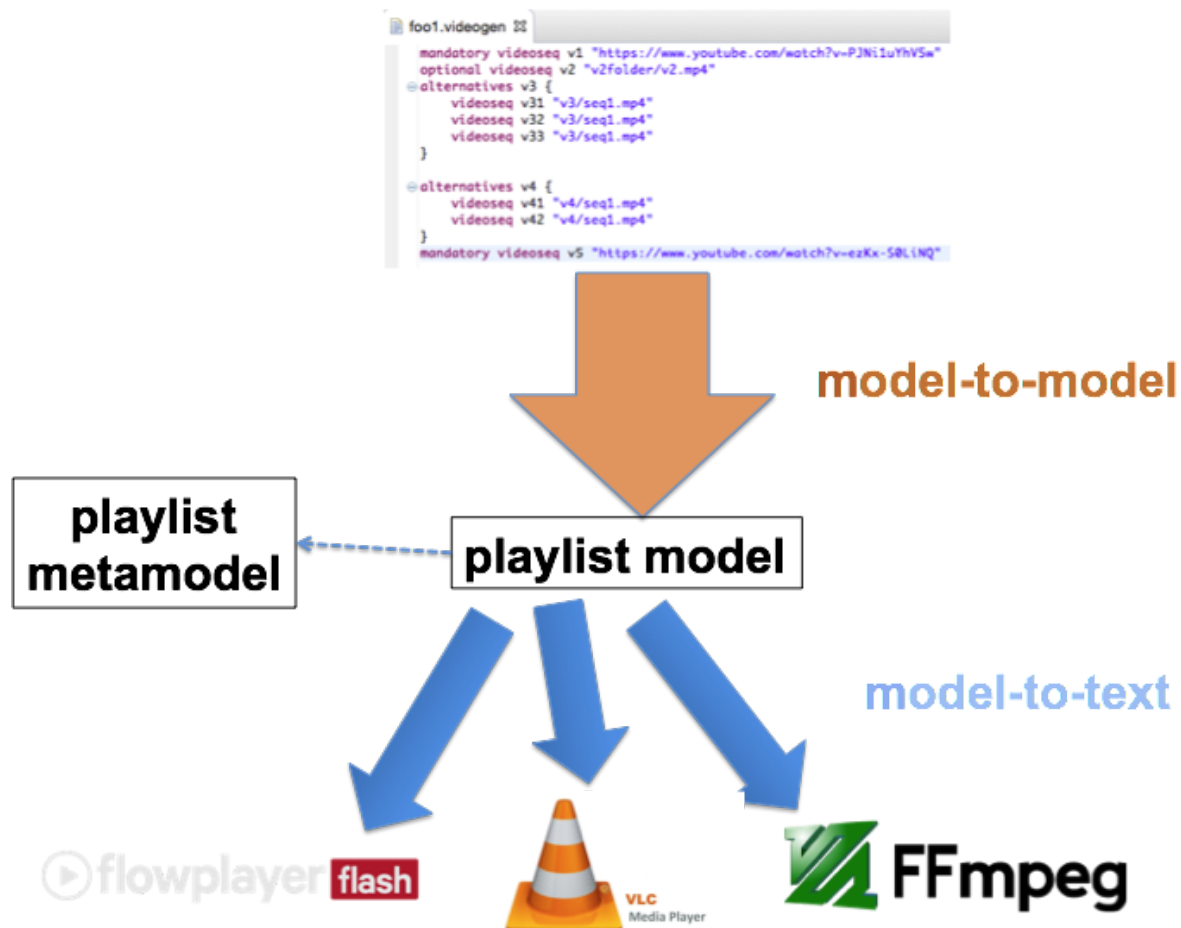 foo1.videogen
mandatory videoseq v1 "https://www.youtube.com/watch?v=PJNi1uYhVSw"
optional videoseq v2 "v2folder/v2.mp4"
alternatives v3 {
videoseq v31 "v3/seq1.mp4"
videoseq v32 "v3/seq1.mp4"
videoseq v33 "v3/seq1.mp4"
}
alternatives v4 {
videoseq v41 "v4/seq1.mp4"
videoseq v42 "v4/seq1.mp4"
}
mandatory videoseq v5 "https://www.youtube.com/watch?v=ezKx-S0LiNQ"
model-to-model
playlist
metamodel
playlist model
model-to-text
flowplayer flash
VLC
Media Player
FFmpeg